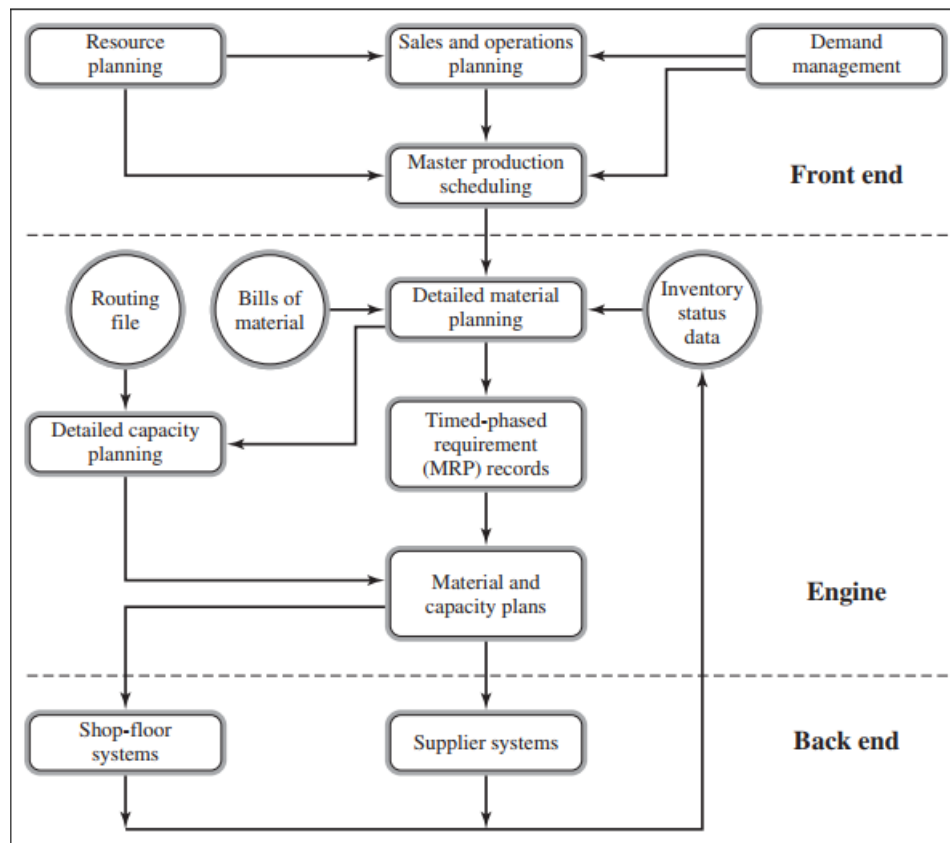 Resource
planning
Sales and operations
planning
Demand
management
Master production
scheduling
Front end
Routing
file
Bills of
material
Detailed material
planning
Inventory
status
data
Detailed capacity
planning
Timed-phased
requirement
(MRP) records
Material and
capacity plans
Engine
Shop-floor
systems
Supplier systems
Back end